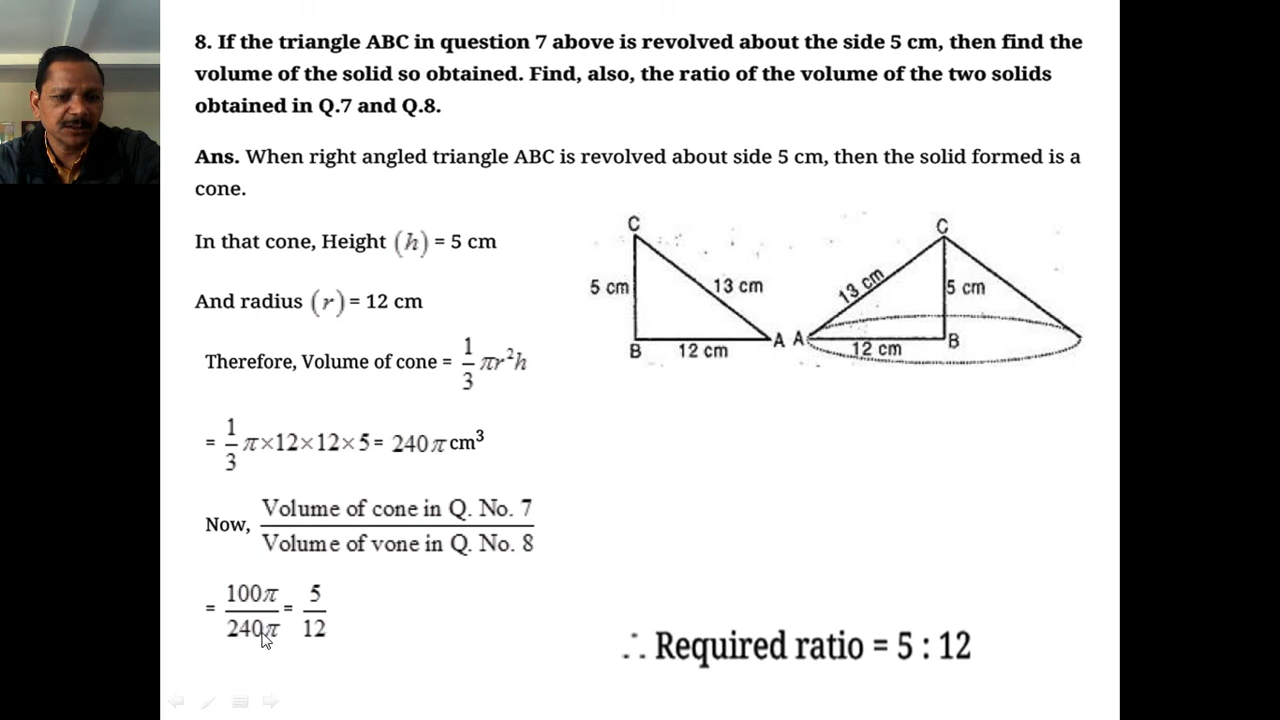 8. If the triangle ABC in question 7 above is revolved about the side 5 cm, then find the
volume of the solid so obtained. Find, also, the ratio of the volume of the two solids
obtained in Q.7 and Q.8.
Ans. When right angled triangle ABC is revolved about side 5 cm, then the solid formed is a
cone.
In that cone, Height (h) = 5 cm
And radius (r) = 12 cm
Therefore, Volume of cone = 1/3 πr²h
= 1/3 π×12×12×5 = 240π cm³
Now, Volume of cone in Q. No. 7 / Volume of vone in Q. No. 8
= 100π/240π = 5/12
C
5 cm
13 cm
B
12 cm
A
C
13 cm
5 cm
A
12 cm
B
∴ Required ratio = 5 : 12